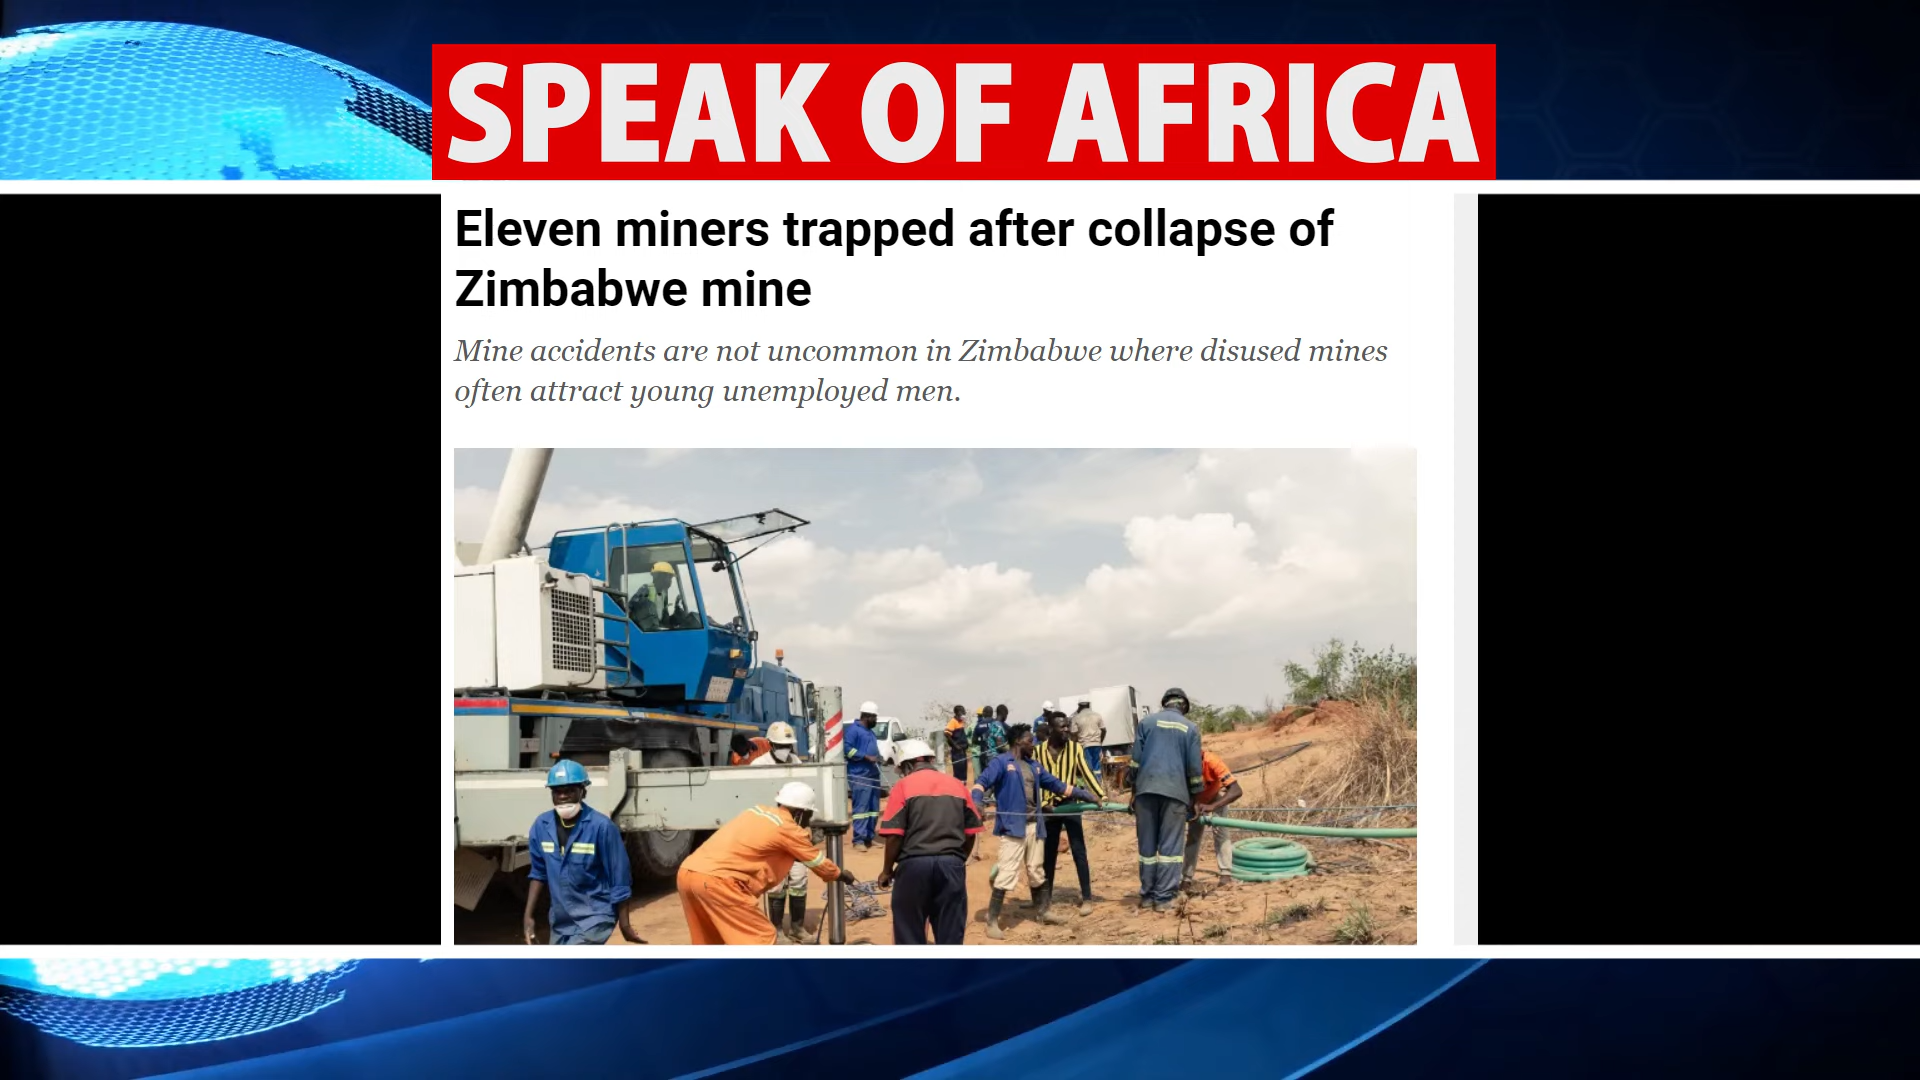 SPEAK OF AFRICA
Eleven miners trapped after collapse of
Zimbabwe mine
Mine accidents are not uncommon in Zimbabwe where disused mines
often attract young unemployed men.